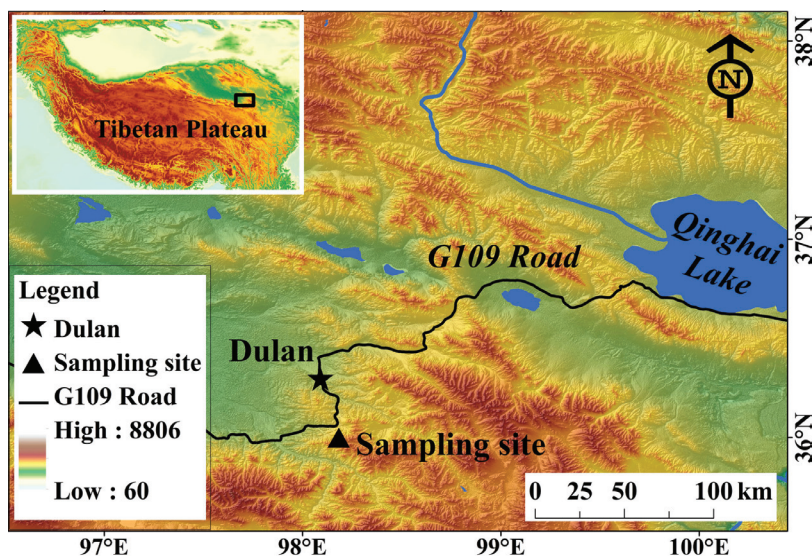 Tibetan Plateau
N
38°N
37°N
36°N
Qinghai
Lake
G109 Road
Dulan
Sampling site
Legend
Dulan
Sampling site
G109 Road
High : 8806
Low : 60
0 25 50 100 km
97°E 98°E 99°E 100°E